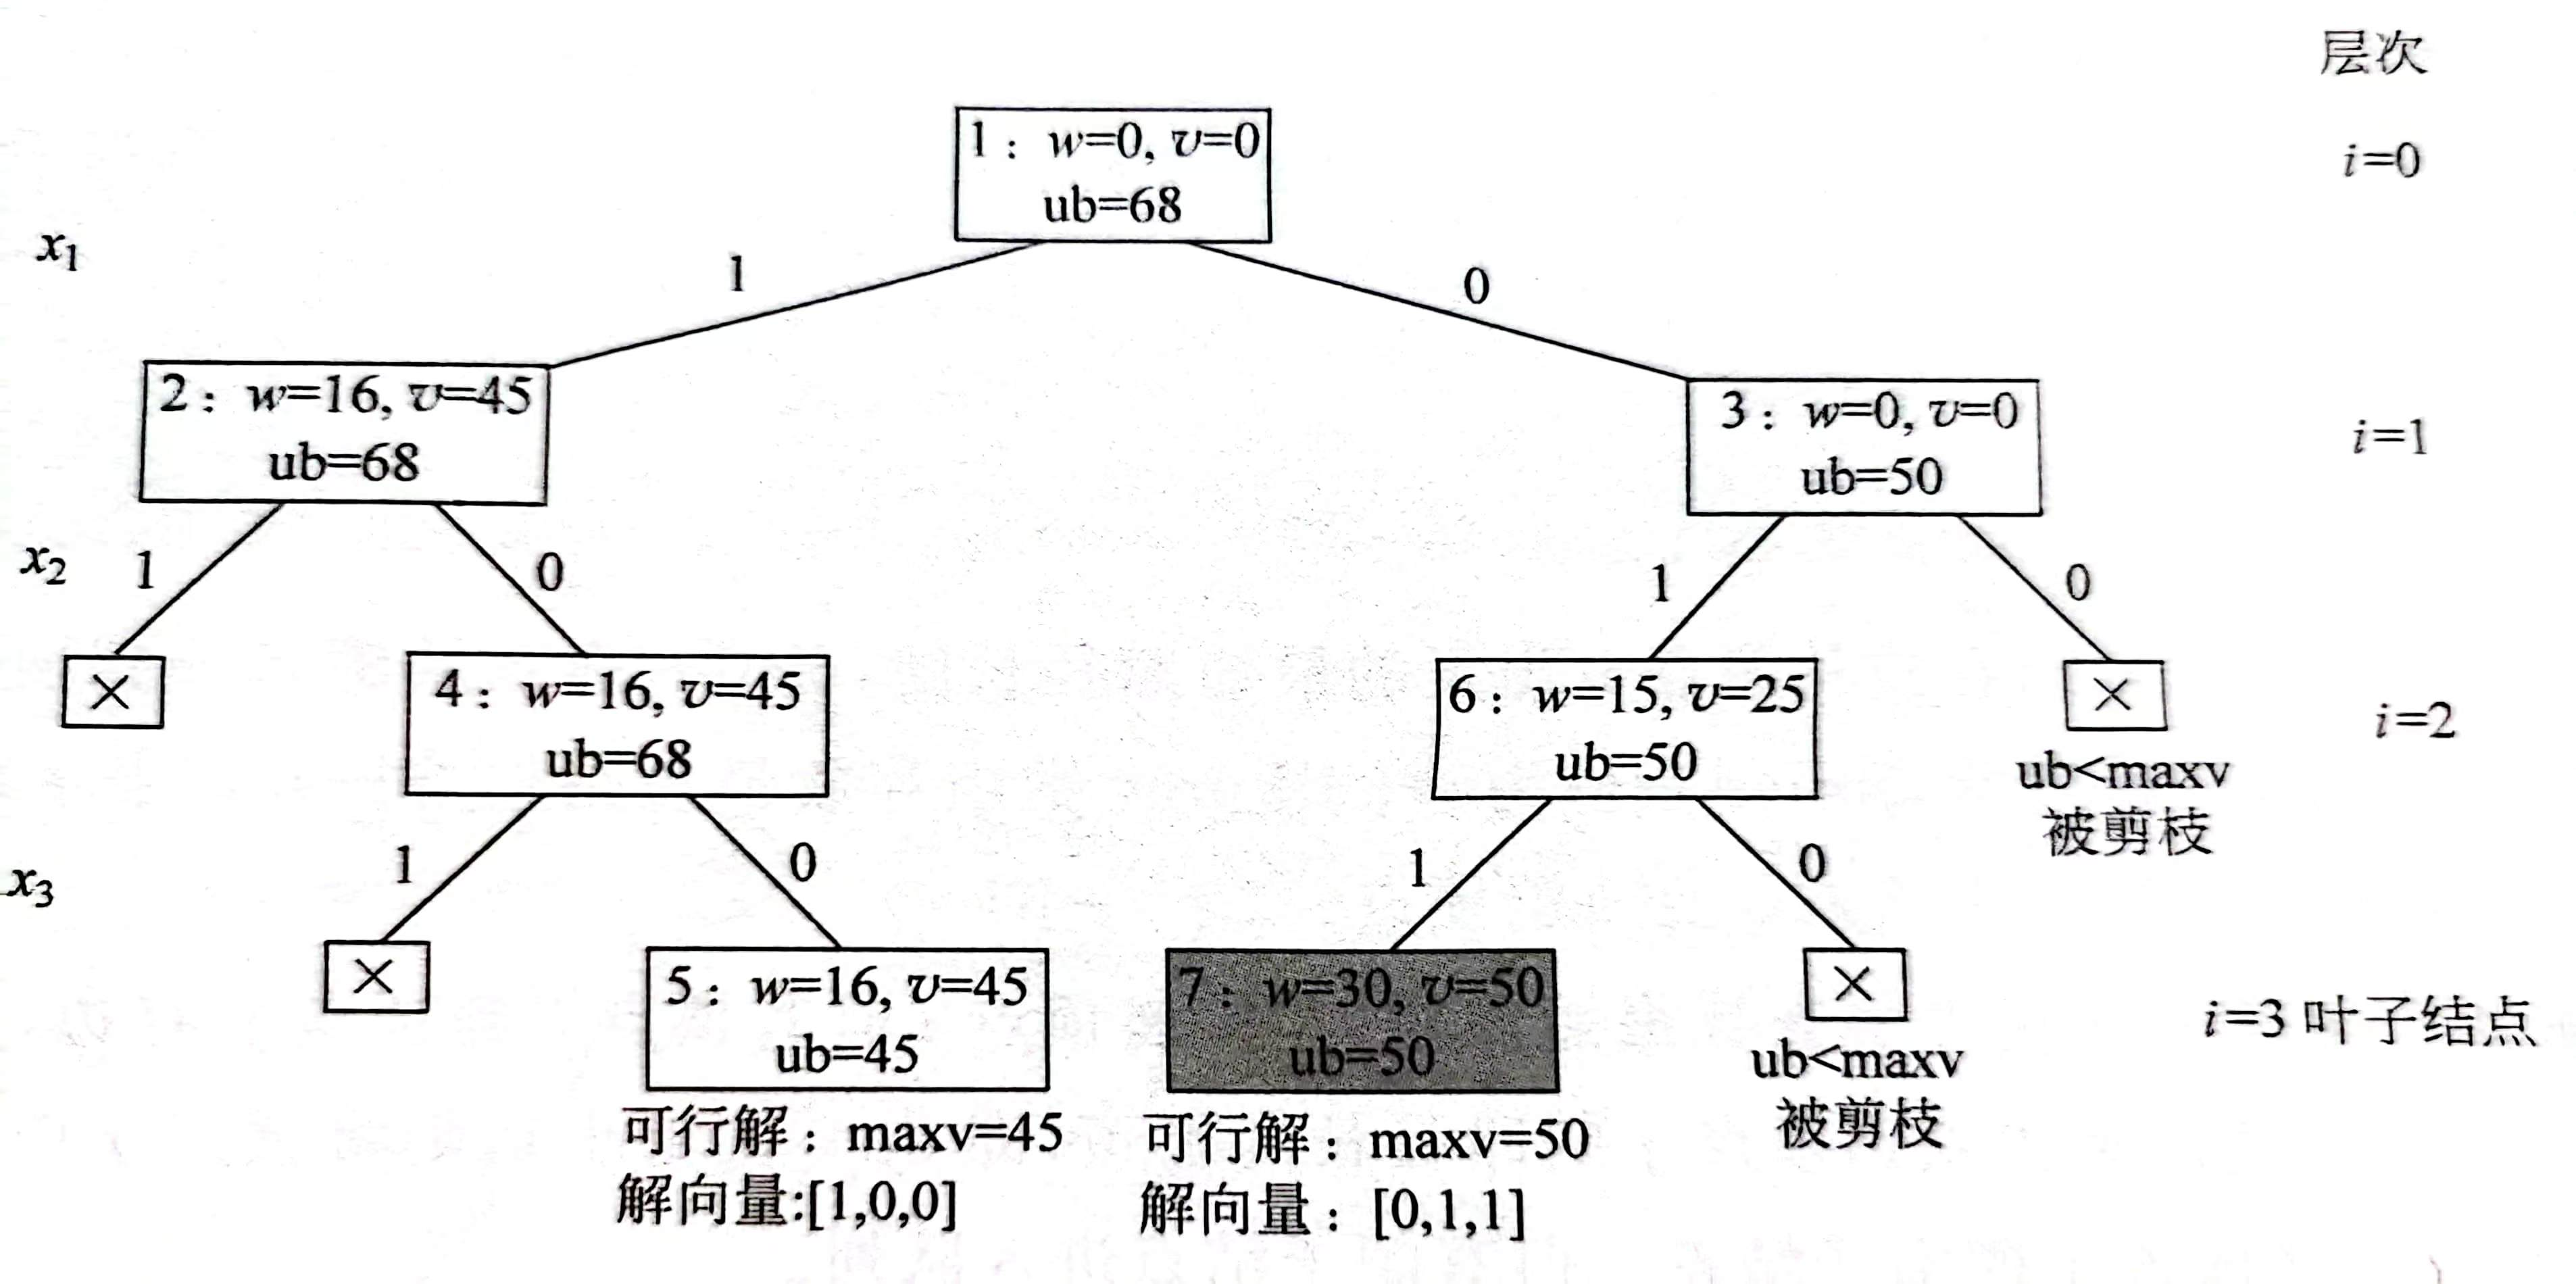 层次
1：w=0, v=0
ub=68
i=0
x₁
1
0
2：w=16, v=45
ub=68
3：w=0, v=0
ub=50
i=1
x₂
1
0
1
0
×
4：w=16, v=45
ub=68
6：w=15, v=25
ub=50
×
ub<maxv
被剪枝
i=2
x₃
1
0
1
0
×
5：w=16, v=45
ub=45
可行解：maxv=45
解向量:[1,0,0]
7：w=30, v=50
ub=50
可行解：maxv=50
解向量：[0,1,1]
×
ub<maxv
被剪枝
i=3 叶子结点